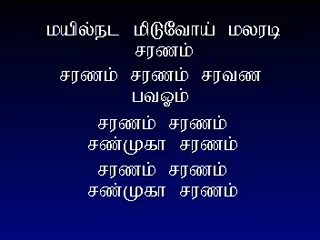 மயில்நட மிடுவோய் மலரடி
சரணம்
சரணம் சரணம் சரவண
பவஓம்
சரணம் சரணம்
சண்முகா சரணம்
சரணம் சரணம்
சண்முகா சரணம்